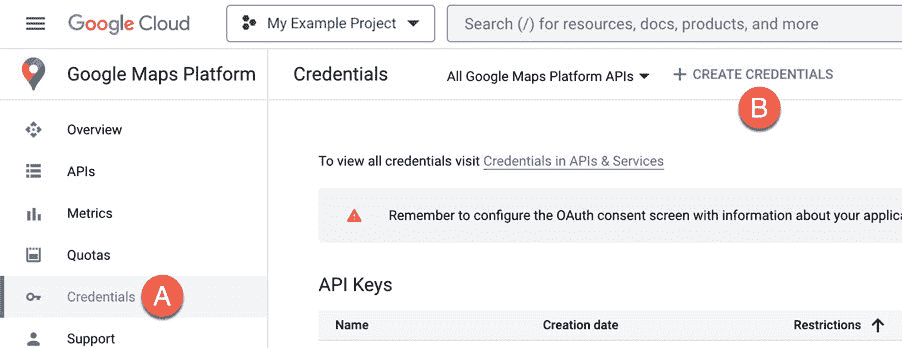 Google Cloud
My Example Project
Search (/) for resources, docs, products, and more
Google Maps Platform
Credentials
All Google Maps Platform APIs
+ CREATE CREDENTIALS
B
Overview
APIs
Metrics
Quotas
Credentials
A
Support
To view all credentials visit Credentials in APIs & Services
Remember to configure the OAuth consent screen with information about your applica
API Keys
Name Creation date Restrictions